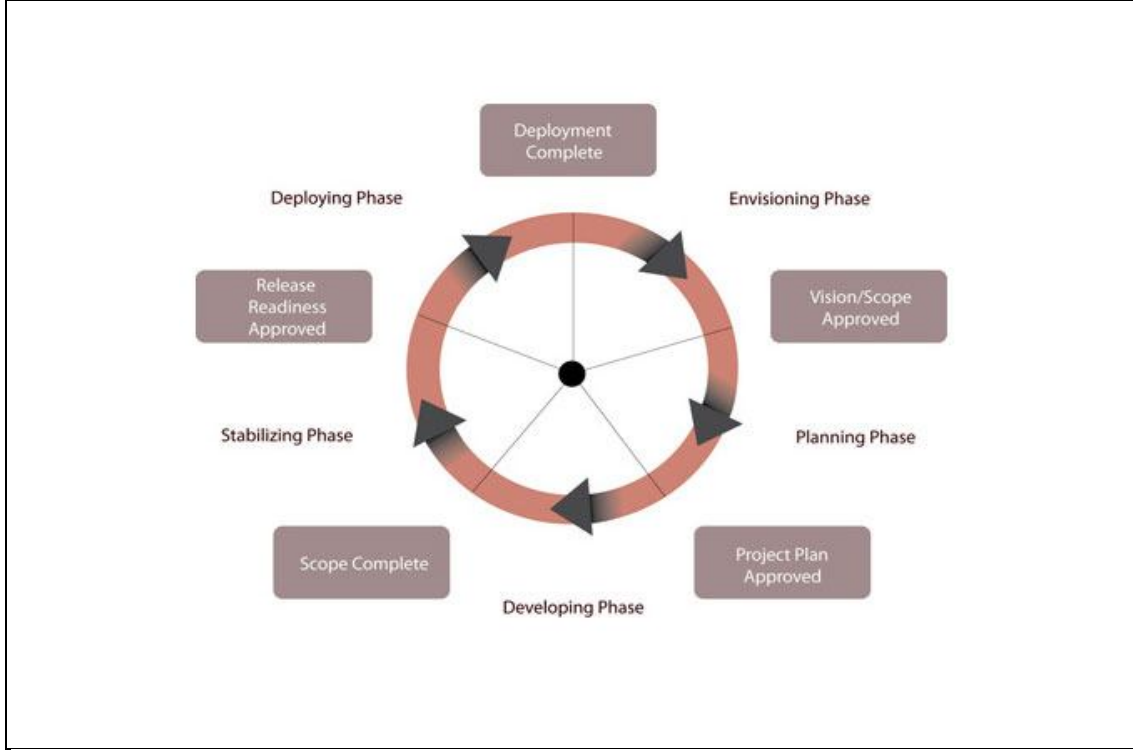 Deployment
Complete
Deploying Phase
Envisioning Phase
Release
Readiness
Approved
Vision/Scope
Approved
Stabilizing Phase
Planning Phase
Scope Complete
Project Plan
Approved
Developing Phase